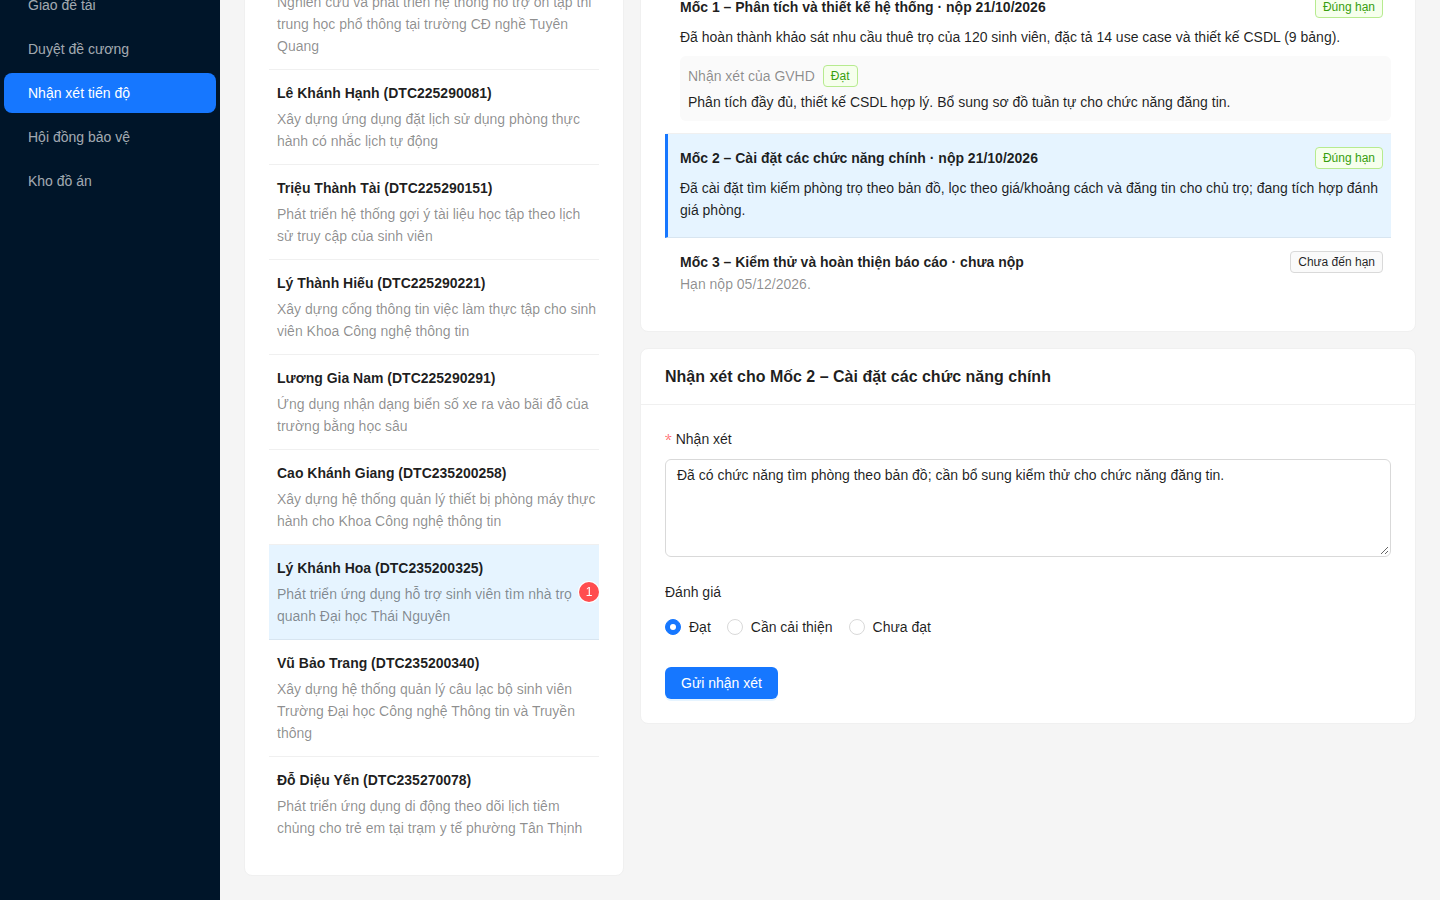 Giao đề tài
Duyệt đề cương
Nhận xét tiến độ
Hội đồng bảo vệ
Kho đồ án
Nghiên cứu và phát triển hệ thống hỗ trợ ôn tập thi
trung học phổ thông tại trường CĐ nghề Tuyên
Quang
Lê Khánh Hạnh (DTC225290081)
Xây dựng ứng dụng đặt lịch sử dụng phòng thực
hành có nhắc lịch tự động
Triệu Thành Tài (DTC225290151)
Phát triển hệ thống gợi ý tài liệu học tập theo lịch
sử truy cập của sinh viên
Lý Thành Hiếu (DTC225290221)
Xây dựng cổng thông tin việc làm thực tập cho sinh
viên Khoa Công nghệ thông tin
Lương Gia Nam (DTC225290291)
Ứng dụng nhận dạng biển số xe ra vào bãi đỗ của
trường bằng học sâu
Cao Khánh Giang (DTC235200258)
Xây dựng hệ thống quản lý thiết bị phòng máy thực
hành cho Khoa Công nghệ thông tin
Lý Khánh Hoa (DTC235200325)
Phát triển ứng dụng hỗ trợ sinh viên tìm nhà trọ
quanh Đại học Thái Nguyên
1
Vũ Bảo Trang (DTC235200340)
Xây dựng hệ thống quản lý câu lạc bộ sinh viên
Trường Đại học Công nghệ Thông tin và Truyền
thông
Đỗ Diệu Yến (DTC235270078)
Phát triển ứng dụng di động theo dõi lịch tiêm
chủng cho trẻ em tại trạm y tế phường Tân Thịnh
Mốc 1 – Phân tích và thiết kế hệ thống · nộp 21/10/2026
Đúng hạn
Đã hoàn thành khảo sát nhu cầu thuê trọ của 120 sinh viên, đặc tả 14 use case và thiết kế CSDL (9 bảng).
Nhận xét của GVHD
Đạt
Phân tích đầy đủ, thiết kế CSDL hợp lý. Bổ sung sơ đồ tuần tự cho chức năng đăng tin.
Mốc 2 – Cài đặt các chức năng chính · nộp 21/10/2026
Đúng hạn
Đã cài đặt tìm kiếm phòng trọ theo bản đồ, lọc theo giá/khoảng cách và đăng tin cho chủ trọ; đang tích hợp đánh
giá phòng.
Mốc 3 – Kiểm thử và hoàn thiện báo cáo · chưa nộp
Chưa đến hạn
Hạn nộp 05/12/2026.
Nhận xét cho Mốc 2 – Cài đặt các chức năng chính
* Nhận xét
Đã có chức năng tìm phòng theo bản đồ; cần bổ sung kiểm thử cho chức năng đăng tin.
Đánh giá
Đạt
Cần cải thiện
Chưa đạt
Gửi nhận xét